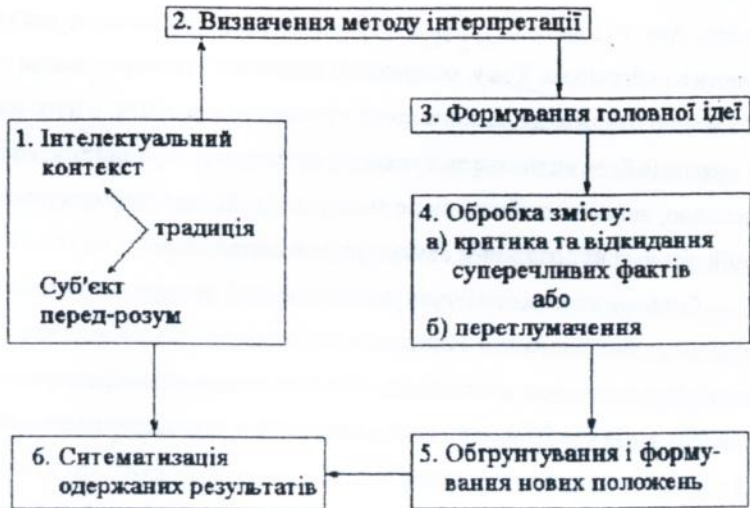 2. Визначення методу інтерпретації
1. Інтелектуальний
контекст
традиція
Суб'єкт
перед-розум
3. Формування головної ідеї
4. Обробка змісту:
а) критика та відкидання
суперечливих фактів
або
б) перетлумачення
5. Обгрунтування і форму-
вання нових положень
6. Ситематизація
одержаних результатів